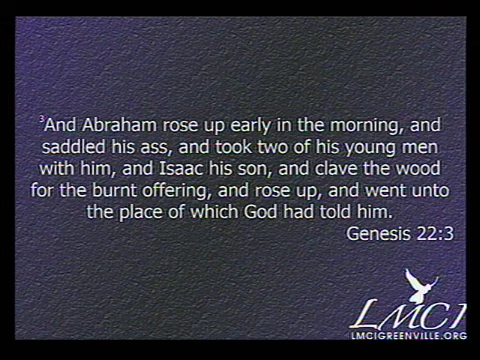 ³And Abraham rose up early in the morning, and
saddled his ass, and took two of his young men
with him, and Isaac his son, and clave the wood
for the burnt offering, and rose up, and went unto
the place of which God had told him.
Genesis 22:3
LMCI
LMCIGREENVILLE.ORG